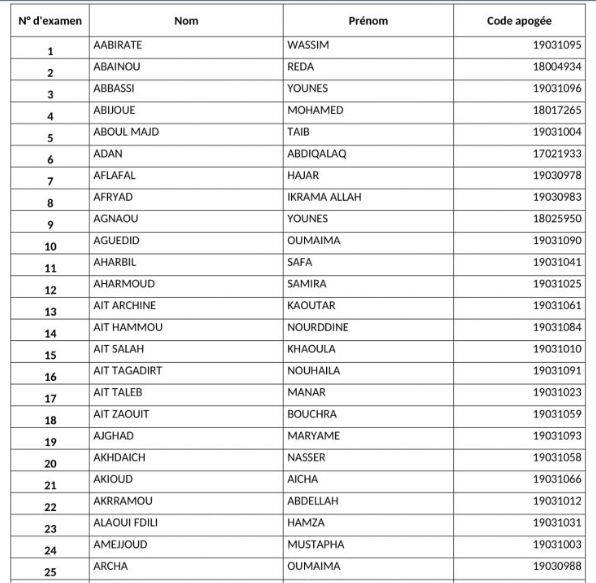 N° d'examen Nom Prénom Code apogée
1 AABIRATE WASSIM 19031095
2 ABAINOU REDA 18004934
3 ABBASSI YOUNES 19031096
4 ABIJOUE MOHAMED 18017265
5 ABOUL MAJD TAIB 19031004
6 ADAN ABDIQALAQ 17021933
7 AFLAFAL HAJAR 19030978
8 AFRYAD IKRAMA ALLAH 19030983
9 AGNAOU YOUNES 18025950
10 AGUEDID OUMAIMA 19031090
11 AHARBIL SAFA 19031041
12 AHARMOUD SAMIRA 19031025
13 AIT ARCHINE KAOUTAR 19031061
14 AIT HAMMOU NOURDDINE 19031084
15 AIT SALAH KHAOULA 19031010
16 AIT TAGADIRT NOUHAILA 19031091
17 AIT TALEB MANAR 19031023
18 AIT ZAOUIT BOUCHRA 19031059
19 AJGHAD MARYAME 19031093
20 AKHDAICH NASSER 19031058
21 AKIOUD AICHA 19031066
22 AKRRAMOU ABDELLAH 19031012
23 ALAOUI FDILI HAMZA 19031031
24 AMEJJOUD MUSTAPHA 19031003
25 ARCHA OUMAIMA 19030988